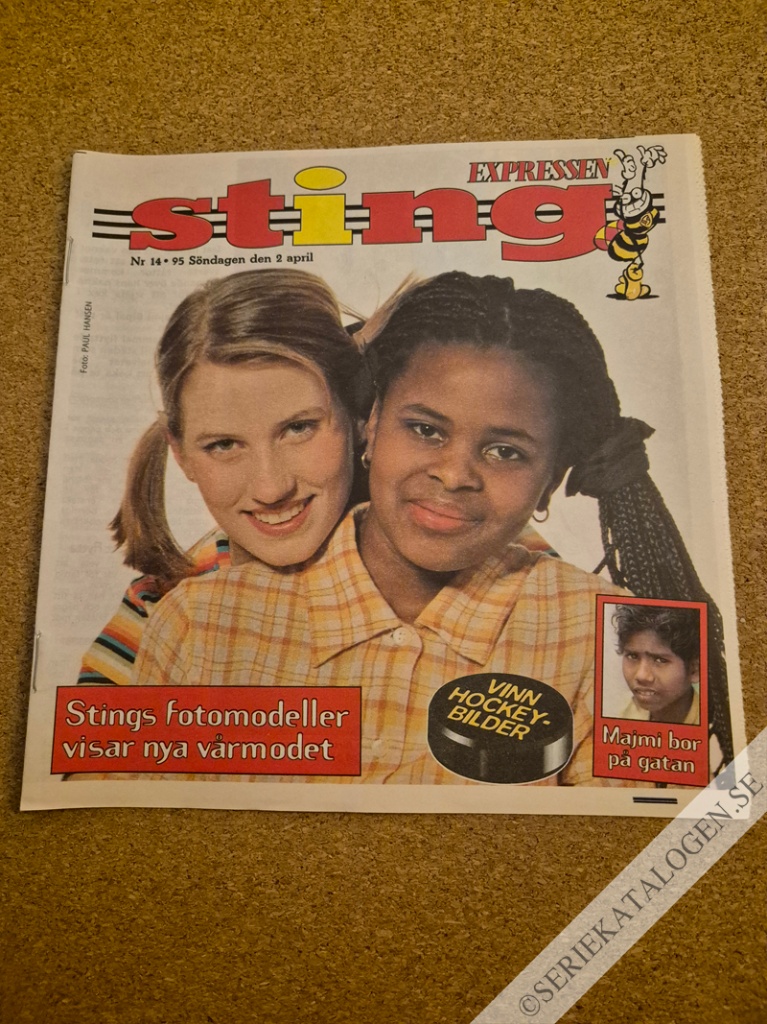 EXPRESSEN
sting
Nr 14 • 95 Söndagen den 2 april
Foto: PAUL HANSEN
VINN
HOCKEY-
BILDER
Stings fotomodeller
visar nya vårmodet
Majmi bor
på gatan
©SERIEKATALOGEN.SE